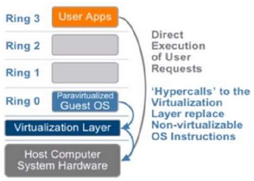 Ring 3
User Apps
Ring 2
Ring 1
Ring 0
Paravirtualized
Guest OS
Virtualization Layer
Host Computer
System Hardware
Direct
Execution
of User
Requests
‘Hypercalls’ to the
Virtualization
Layer replace
Non-virtualizable
OS Instructions